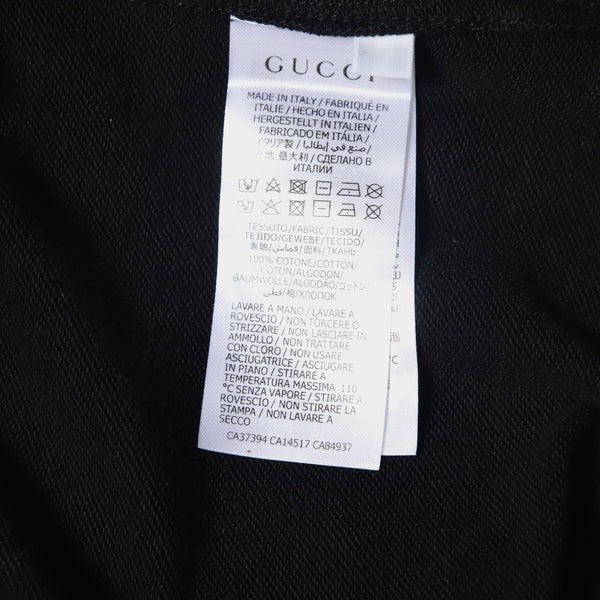 GUCCI
MADE IN ITALY / FABRIQUÉ EN
ITALIE / HECHO EN ITALIA /
HERGESTELLT IN ITALIEN /
FABRICADO EM ITÁLIA /
イタリア製 / صنع في إيطاليا /
产地.意大利 / СДЕЛАНО В
ИТАЛИИ
TESSUTO/FABRIC/TISSU/
TEJIDO/GEWEBE/TECIDO/
表地/قماش/面料/ТКАНЬ:
100% COTONE/COTTON/
COTON/ALGODON/
BAUMWOLLE/ALGODAO/コットン
/قطن/棉/ХЛОПОК
LAVARE A MANO / LAVARE A
ROVESCIO / NON TORCERE O
STRIZZARE / NON LASCIARE IN
AMMOLLO / NON TRATTARE
CON CLORO / NON USARE
ASCIUGATRICE / ASCIUGARE
IN PIANO / STIRARE A
TEMPERATURA MASSIMA 110
°C SENZA VAPORE / STIRARE A
ROVESCIO / NON STIRARE LA
STAMPA / NON LAVARE A
SECCO
CA37394 CA14517 CA84937